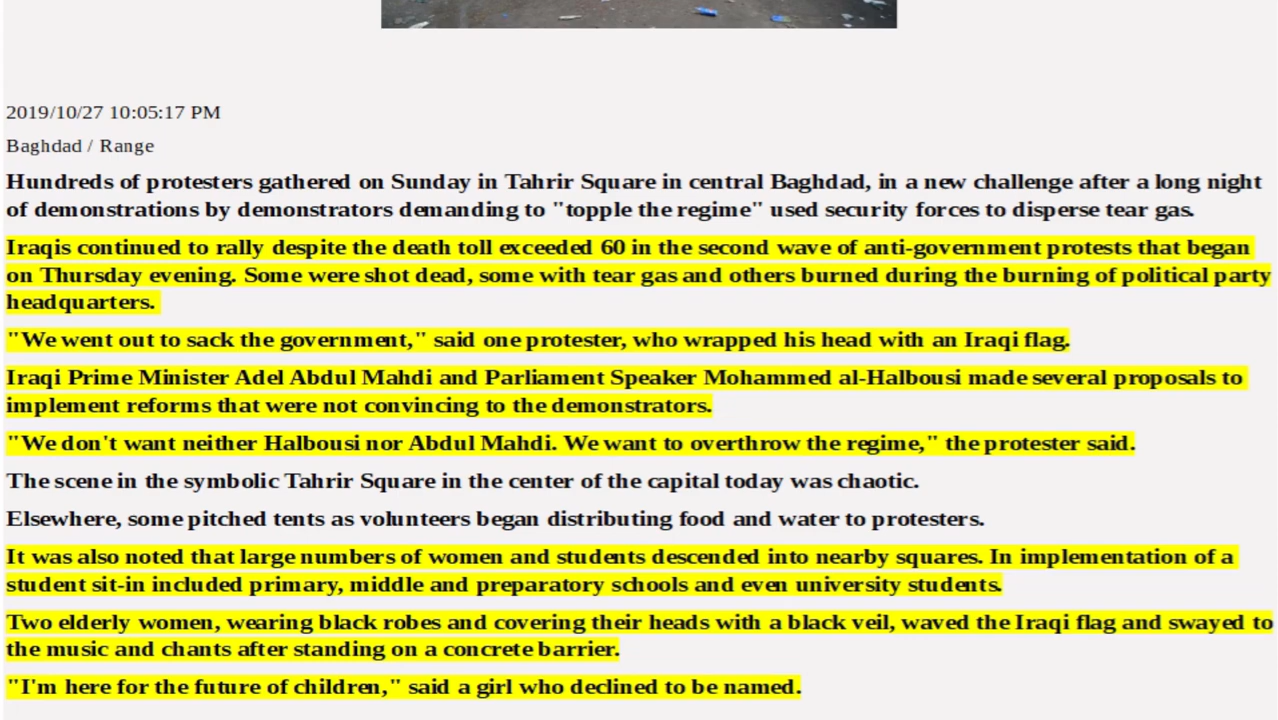 2019/10/27 10:05:17 PM
Baghdad / Range
Hundreds of protesters gathered on Sunday in Tahrir Square in central Baghdad, in a new challenge after a long night
of demonstrations by demonstrators demanding to "topple the regime" used security forces to disperse tear gas.
Iraqis continued to rally despite the death toll exceeded 60 in the second wave of anti-government protests that began
on Thursday evening. Some were shot dead, some with tear gas and others burned during the burning of political party
headquarters.
"We went out to sack the government," said one protester, who wrapped his head with an Iraqi flag.
Iraqi Prime Minister Adel Abdul Mahdi and Parliament Speaker Mohammed al-Halbousi made several proposals to
implement reforms that were not convincing to the demonstrators.
"We don't want neither Halbousi nor Abdul Mahdi. We want to overthrow the regime," the protester said.
The scene in the symbolic Tahrir Square in the center of the capital today was chaotic.
Elsewhere, some pitched tents as volunteers began distributing food and water to protesters.
It was also noted that large numbers of women and students descended into nearby squares. In implementation of a
student sit-in included primary, middle and preparatory schools and even university students.
Two elderly women, wearing black robes and covering their heads with a black veil, waved the Iraqi flag and swayed to
the music and chants after standing on a concrete barrier.
"I'm here for the future of children," said a girl who declined to be named.